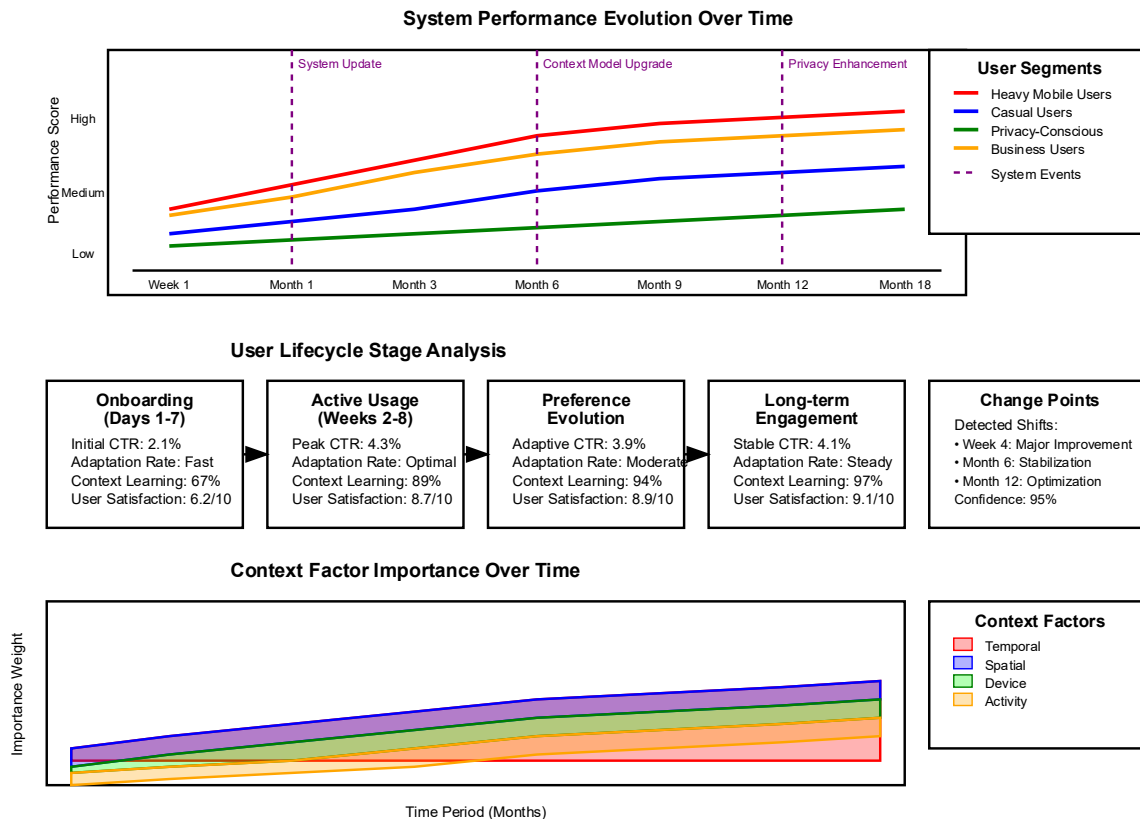 System Performance Evolution Over Time
System Update
Context Model Upgrade
Privacy Enhancement
Performance Score
High
Medium
Low
Week 1
Month 1
Month 3
Month 6
Month 9
Month 12
Month 18
User Segments
Heavy Mobile Users
Casual Users
Privacy-Conscious
Business Users
System Events
User Lifecycle Stage Analysis
Onboarding
(Days 1-7)
Initial CTR: 2.1%
Adaptation Rate: Fast
Context Learning: 67%
User Satisfaction: 6.2/10
Active Usage
(Weeks 2-8)
Peak CTR: 4.3%
Adaptation Rate: Optimal
Context Learning: 89%
User Satisfaction: 8.7/10
Preference
Evolution
Adaptive CTR: 3.9%
Adaptation Rate: Moderate
Context Learning: 94%
User Satisfaction: 8.9/10
Long-term
Engagement
Stable CTR: 4.1%
Adaptation Rate: Steady
Context Learning: 97%
User Satisfaction: 9.1/10
Change Points
Detected Shifts:
• Week 4: Major Improvement
• Month 6: Stabilization
• Month 12: Optimization
Confidence: 95%
Context Factor Importance Over Time
Importance Weight
Time Period (Months)
Context Factors
Temporal
Spatial
Device
Activity